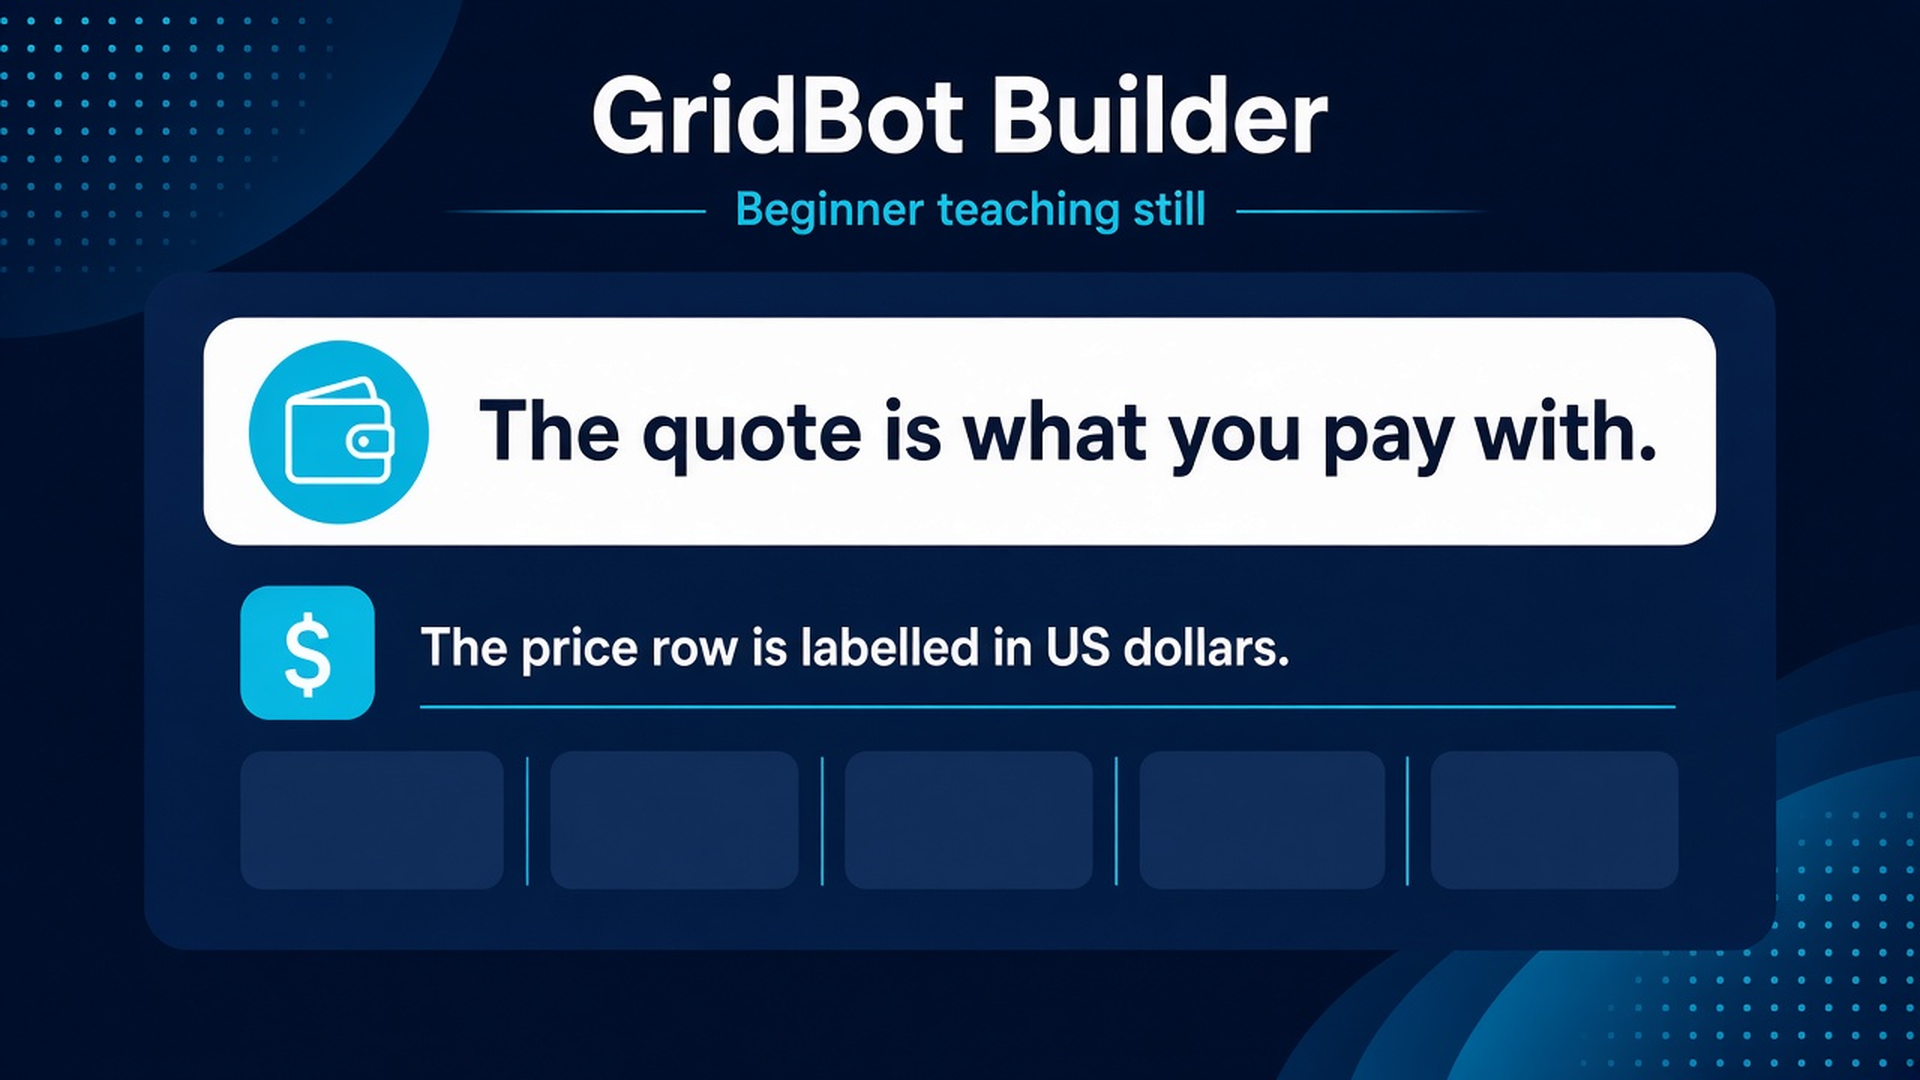 GridBot Builder
Beginner teaching still
The quote is what you pay with.
$
The price row is labelled in US dollars.